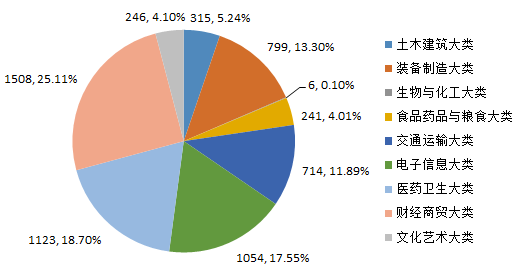 246, 4.10%
315, 5.24%
799, 13.30%
6, 0.10%
241, 4.01%
714, 11.89%
1054, 17.55%
1123, 18.70%
1508, 25.11%
土木建筑大类
装备制造大类
生物与化工大类
食品药品与粮食大类
交通运输大类
电子信息大类
医药卫生大类
财经商贸大类
文化艺术大类